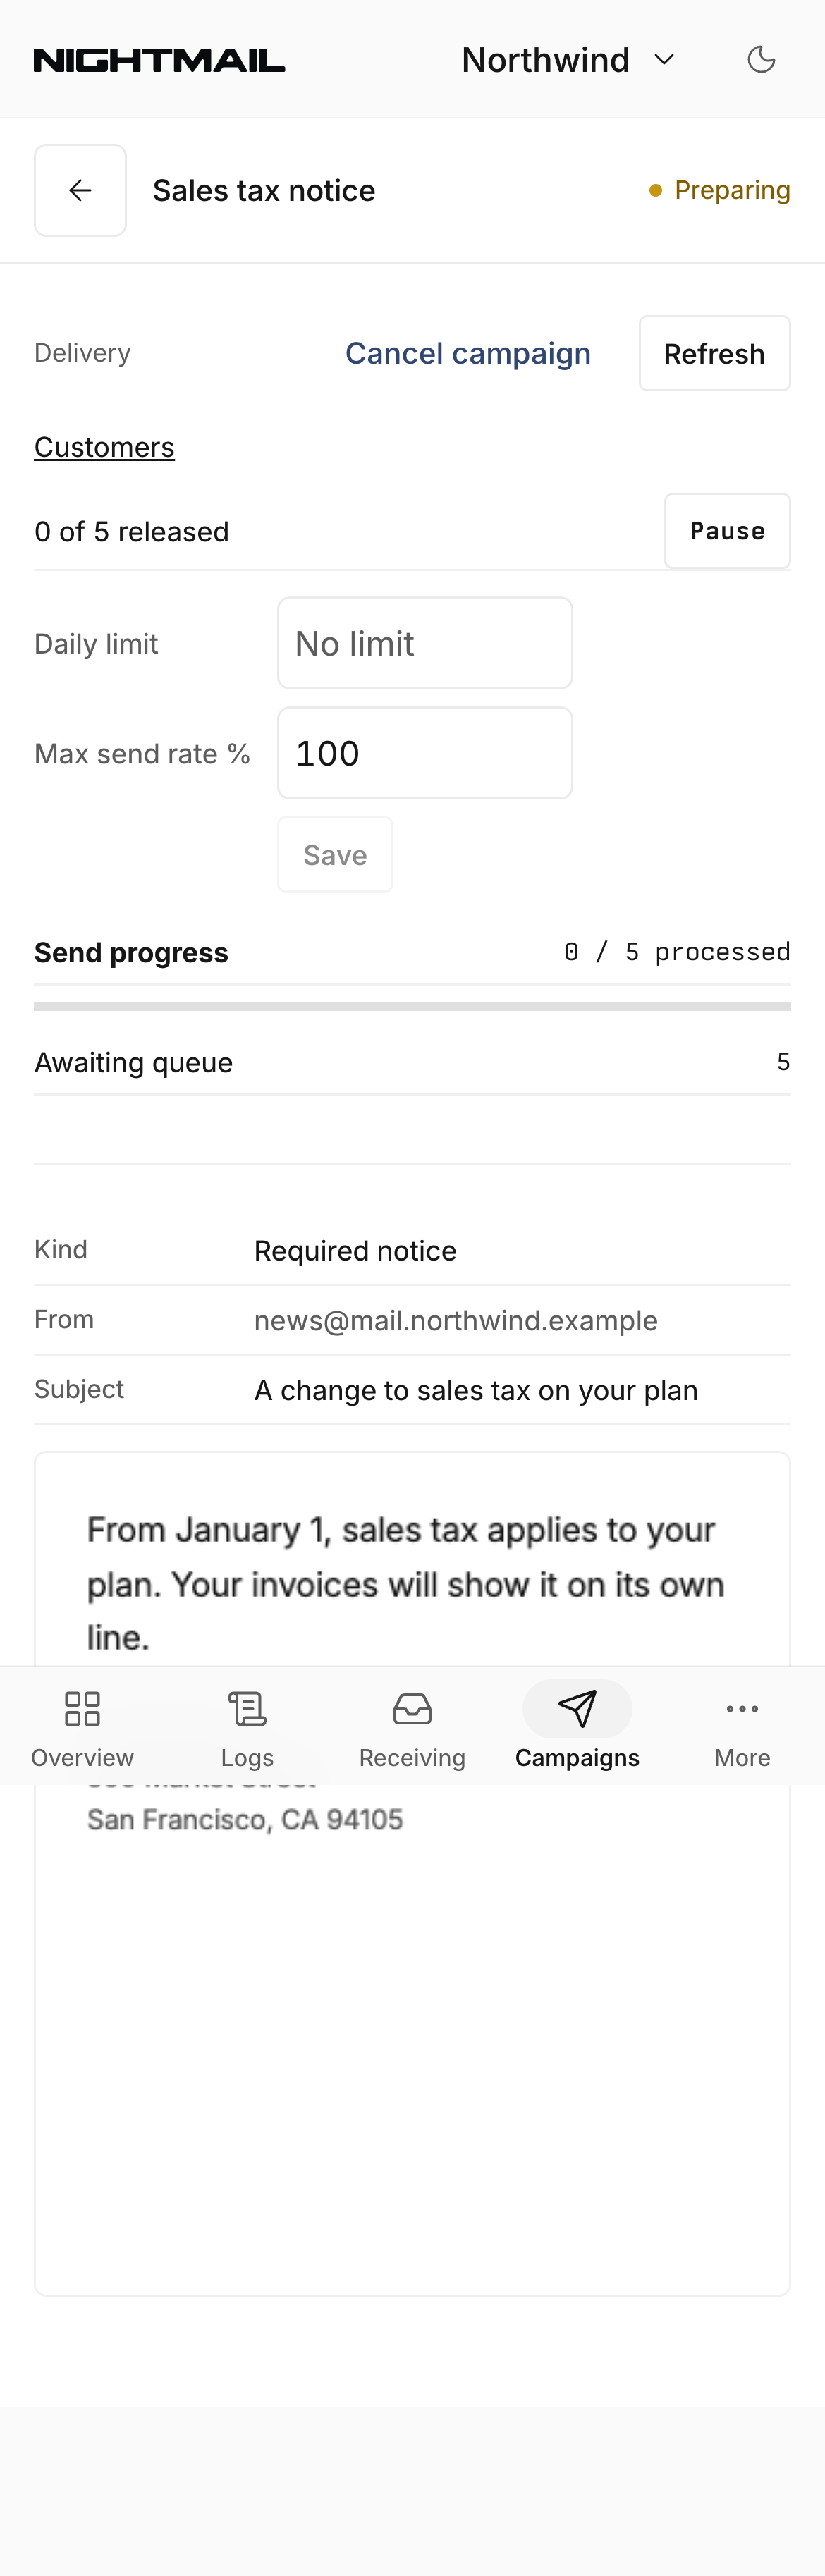 NIGHTMAIL
Northwind
Sales tax notice
Preparing
Delivery
Cancel campaign
Refresh
Customers
0 of 5 released
Pause
Daily limit
No limit
Max send rate %
100
Save
Send progress
0 / 5 processed
Awaiting queue
5
Kind
Required notice
From
news@mail.northwind.example
Subject
A change to sales tax on your plan
From January 1, sales tax applies to your
plan. Your invoices will show it on its own
line.
Overview
Logs
Receiving
Campaigns
More
Market Street
San Francisco, CA 94105